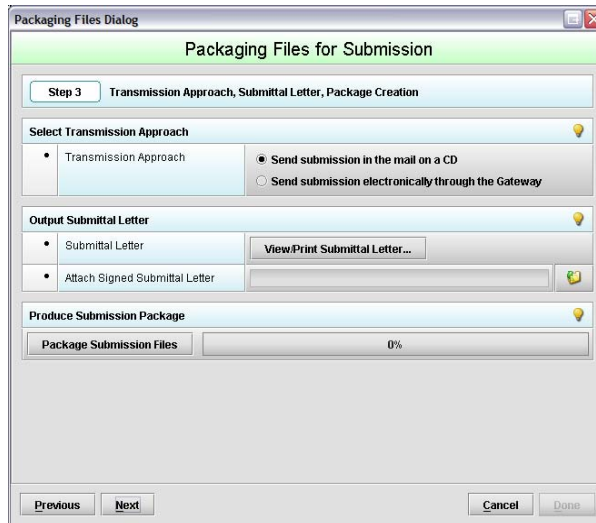 Packaging Files Dialog
Packaging Files for Submission
Step 3 Transmission Approach, Submittal Letter, Package Creation
Select Transmission Approach
• Transmission Approach Send submission in the mail on a CD
Send submission electronically through the Gateway
Output Submittal Letter
• Submittal Letter View/Print Submittal Letter...
• Attach Signed Submittal Letter
Produce Submission Package
Package Submission Files 0%
Previous Next Cancel Done